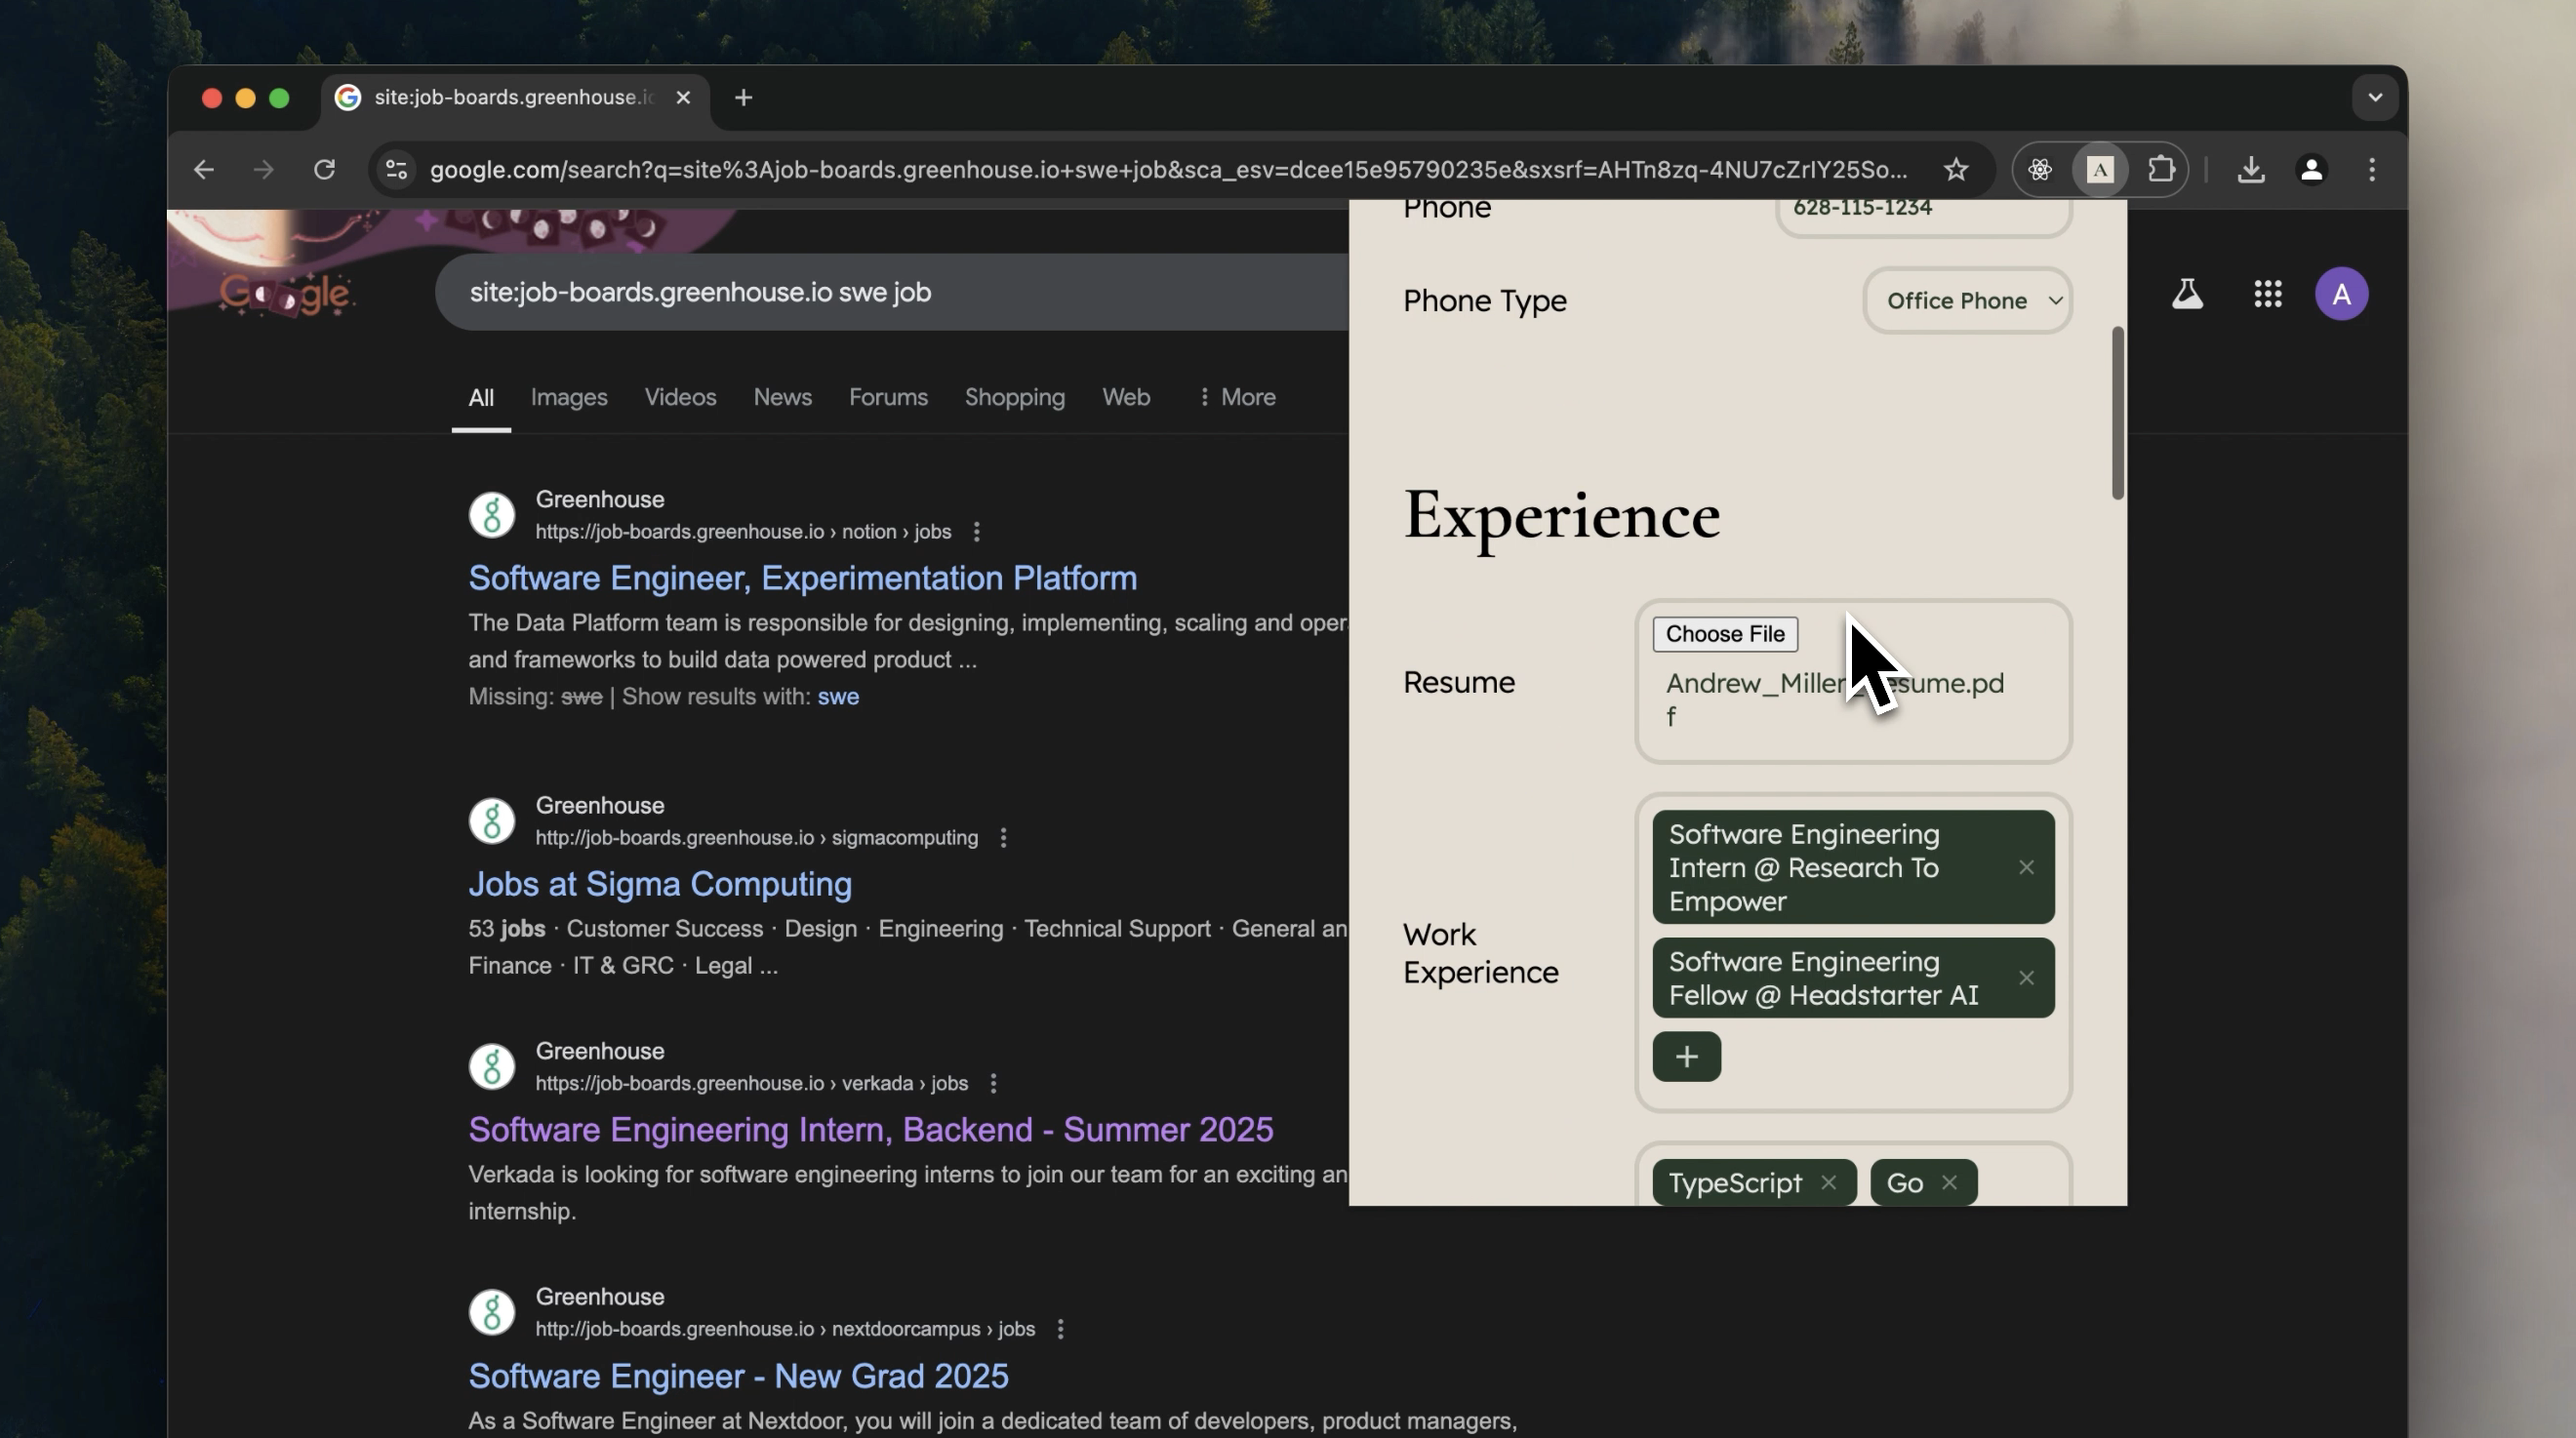 site:job-boards.greenhouse.io
google.com/search?q=site%3Ajob-boards.greenhouse.io+swe+job&sca_esv=dcee15e95790235e&sxsrf=AHTn8zq-4NU7cZrIY25So...
A
Google
site:job-boards.greenhouse.io swe job
A
All
Images
Videos
News
Forums
Shopping
Web
More
Greenhouse
https://job-boards.greenhouse.io › notion › jobs
Software Engineer, Experimentation Platform
The Data Platform team is responsible for designing, implementing, scaling and oper
and frameworks to build data powered product ...
Missing: swe | Show results with: swe
Greenhouse
http://job-boards.greenhouse.io › sigmacomputing
Jobs at Sigma Computing
53 jobs · Customer Success · Design · Engineering · Technical Support · General an
Finance · IT & GRC · Legal ...
Greenhouse
https://job-boards.greenhouse.io › verkada › jobs
Software Engineering Intern, Backend - Summer 2025
Verkada is looking for software engineering interns to join our team for an exciting an
internship.
Greenhouse
http://job-boards.greenhouse.io › nextdoorcampus › jobs
Software Engineer - New Grad 2025
As a Software Engineer at Nextdoor, you will join a dedicated team of developers, product managers,
Phone
628-115-1234
Phone Type
Office Phone
Experience
Resume
Choose File
Andrew_Miller_Resume.pd
f
Work
Experience
Software Engineering
Intern @ Research To
Empower
Software Engineering
Fellow @ Headstarter AI
+
TypeScript
Go